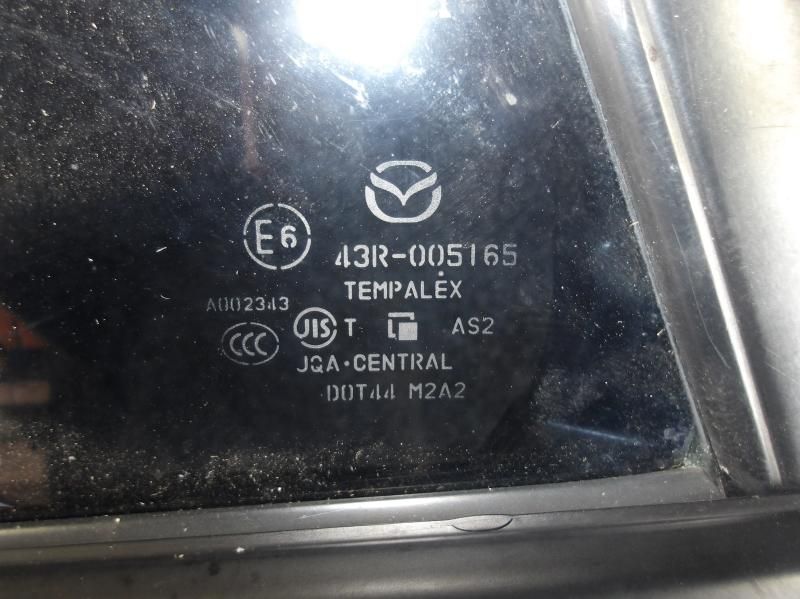 E6
43R-005165
TEMPALEX
A002343
CCC
JIS T AS2
JQA·CENTRAL
DOT44 M2A2